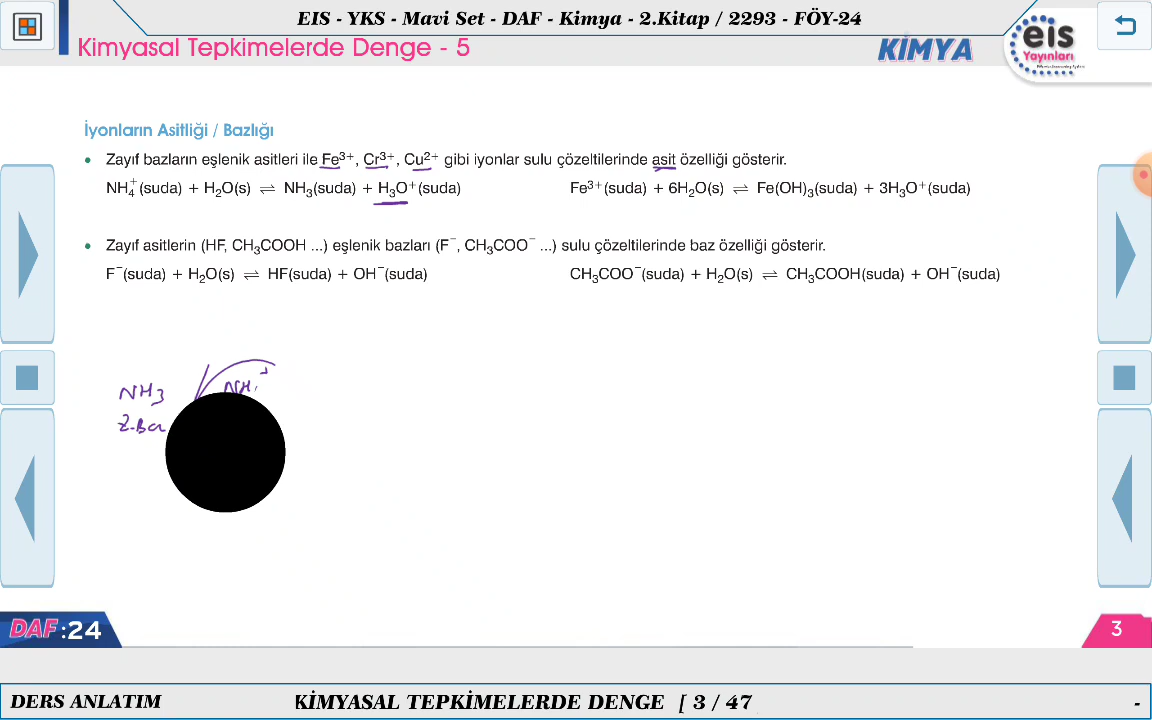 EIS - YKS - Mavi Set - DAF - Kimya - 2.Kitap / 2293 - FÖY-24
Kimyasal Tepkimelerde Denge - 5
KİMYA
eis
Yayınları
İyonların Asitliği / Bazlığı
• Zayıf bazların eşlenik asitleri ile Fe³⁺, Cr³⁺, Cu²⁺ gibi iyonlar sulu çözeltilerinde asit özelliği gösterir.
NH₄⁺(suda) + H₂O(s) ⇌ NH₃(suda) + H₃O⁺(suda) Fe³⁺(suda) + 6H₂O(s) ⇌ Fe(OH)₃(suda) + 3H₃O⁺(suda)
• Zayıf asitlerin (HF, CH₃COOH ...) eşlenik bazları (F⁻, CH₃COO⁻ ...) sulu çözeltilerinde baz özelliği gösterir.
F⁻(suda) + H₂O(s) ⇌ HF(suda) + OH⁻(suda) CH₃COO⁻(suda) + H₂O(s) ⇌ CH₃COOH(suda) + OH⁻(suda)
NH3
Z.Ba
DAF:24
3
DERS ANLATIM KİMYASAL TEPKİMELERDE DENGE [ 3 / 47 -